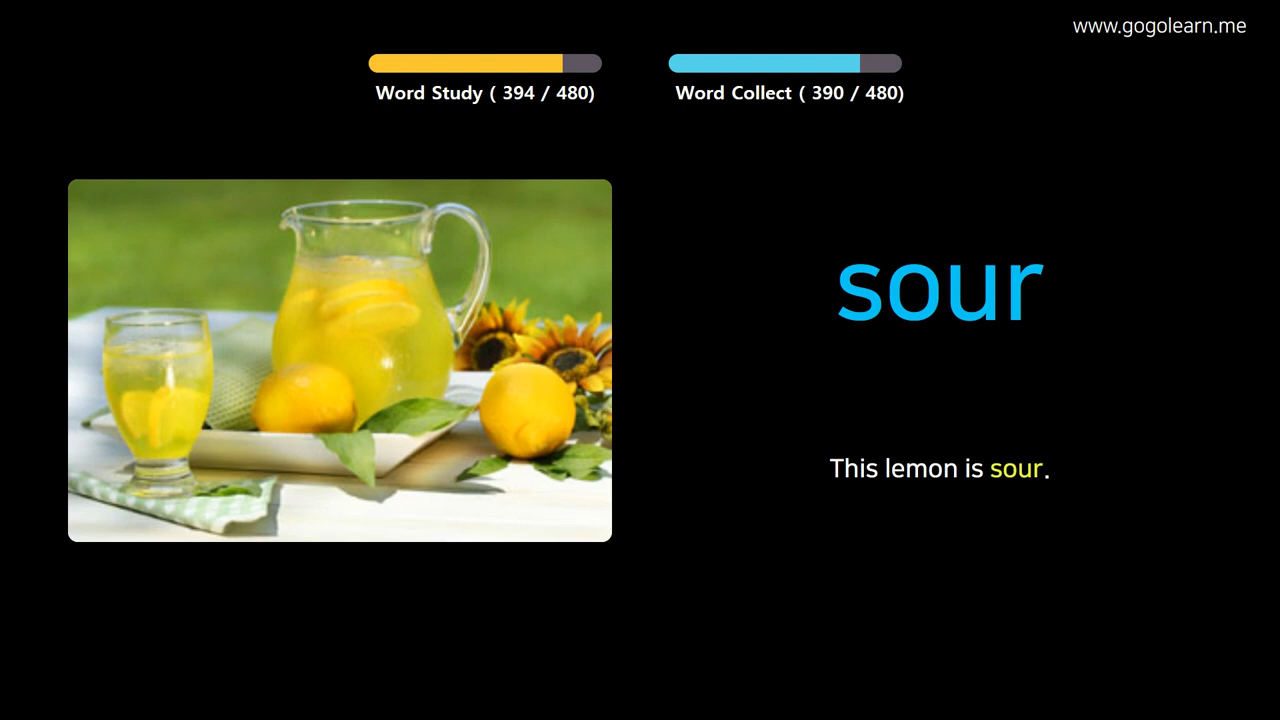 www.gogolearn.me
Word Study ( 394 / 480)
Word Collect ( 390 / 480)
sour
This lemon is sour.